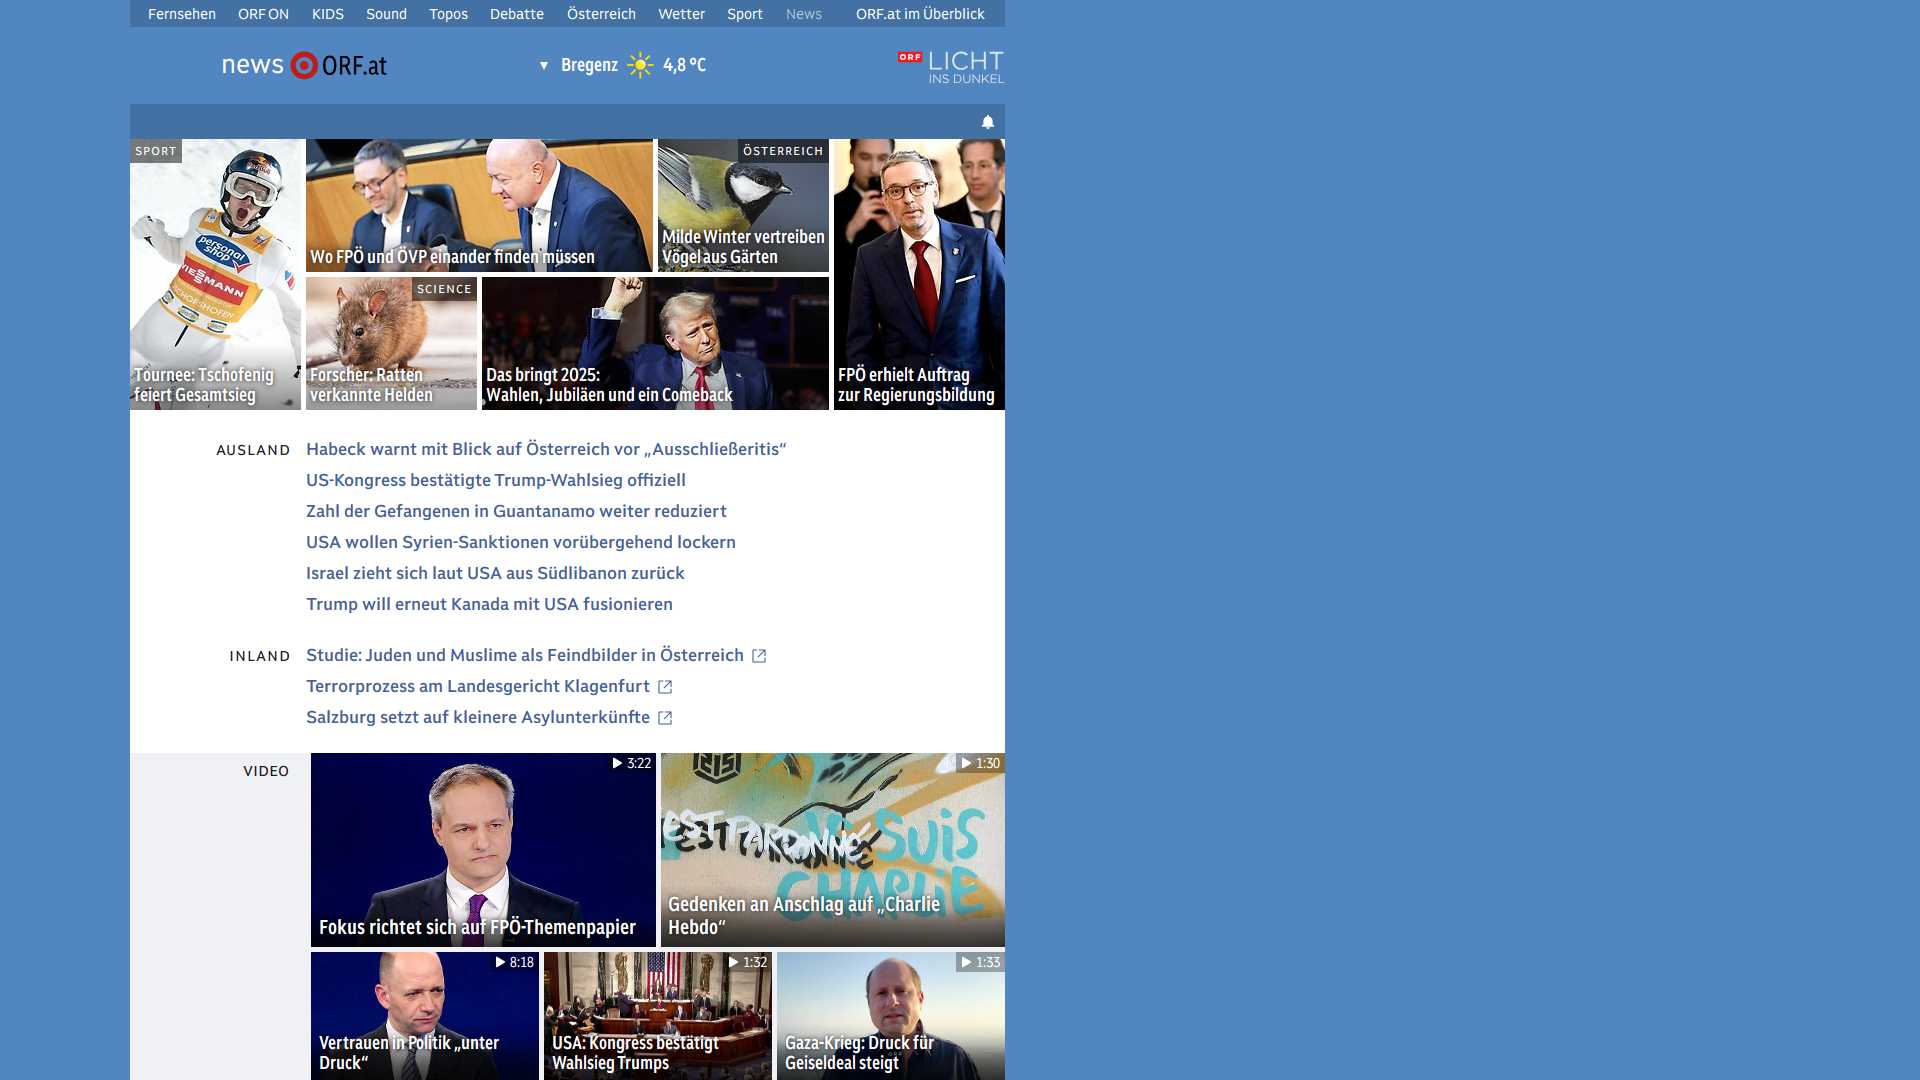 Fernsehen ORF ON KIDS Sound Topos Debatte Österreich Wetter Sport News ORF.at im Überblick
news ORF.at
▼ Bregenz 4,8 °C
ORF LICHT
INS DUNKEL
SPORT
Tournee: Tschofenig
feiert Gesamtsieg
Wo FPÖ und ÖVP einander finden müssen
ÖSTERREICH
Milde Winter vertreiben
Vögel aus Gärten
SCIENCE
Forscher: Ratten
verkannte Helden
Das bringt 2025:
Wahlen, Jubiläen und ein Comeback
FPÖ erhielt Auftrag
zur Regierungsbildung
personal
shop
VIESSMANN
AUSLAND
Habeck warnt mit Blick auf Österreich vor „Ausschließeritis“
US-Kongress bestätigte Trump-Wahlsieg offiziell
Zahl der Gefangenen in Guantanamo weiter reduziert
USA wollen Syrien-Sanktionen vorübergehend lockern
Israel zieht sich laut USA aus Südlibanon zurück
Trump will erneut Kanada mit USA fusionieren
INLAND
Studie: Juden und Muslime als Feindbilder in Österreich
Terrorprozess am Landesgericht Klagenfurt
Salzburg setzt auf kleinere Asylunterkünfte
VIDEO
3:22
Fokus richtet sich auf FPÖ-Themenpapier
1:30
EST PARDONNÉ
SUiS
CHARLiE
Gedenken an Anschlag auf „Charlie
Hebdo“
8:18
Vertrauen in Politik „unter
Druck“
1:32
USA: Kongress bestätigt
Wahlsieg Trumps
1:33
Gaza-Krieg: Druck für
Geiseldeal steigt